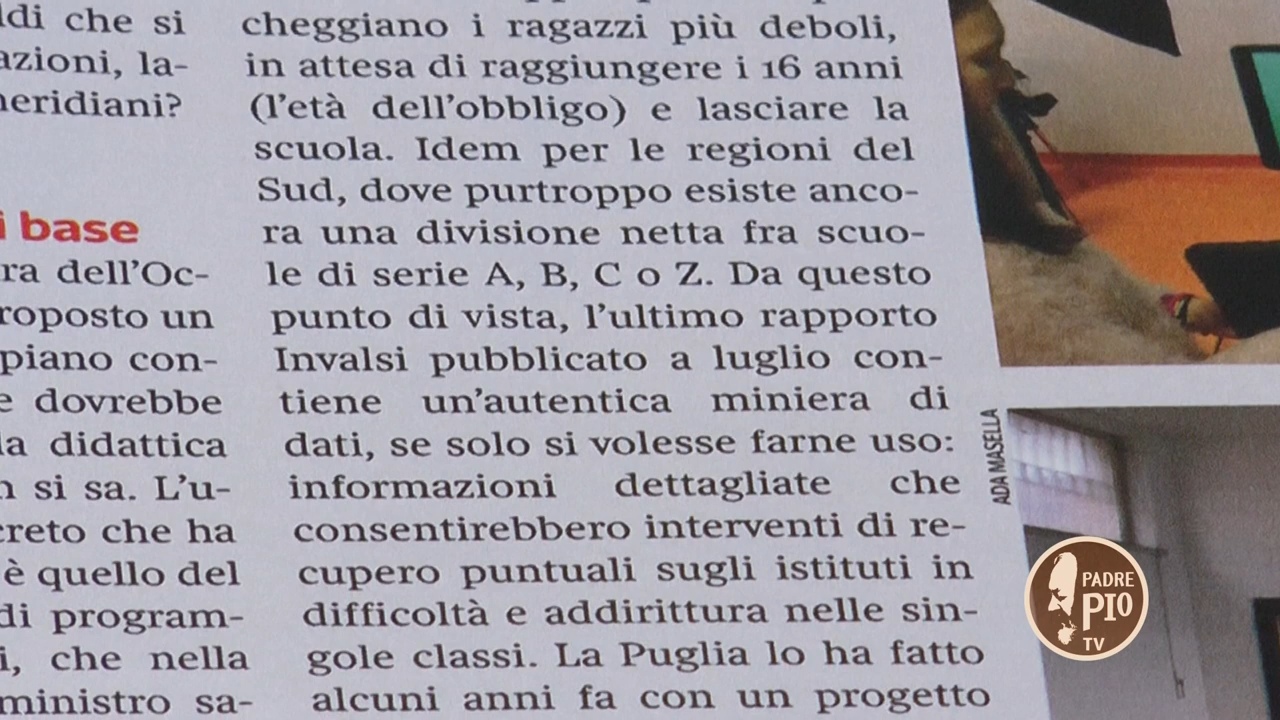 di che si
azioni, la-
meridiani?
i base
ra dell'Oc-
roposto un
piano con-
e dovrebbe
la didattica
n si sa. L'u-
creto che ha
è quello del
di program-
i, che nella
ministro sa-
cheggiano i ragazzi più deboli,
in attesa di raggiungere i 16 anni
(l'età dell'obbligo) e lasciare la
scuola. Idem per le regioni del
Sud, dove purtroppo esiste anco-
ra una divisione netta fra scuo-
le di serie A, B, C o Z. Da questo
punto di vista, l'ultimo rapporto
Invalsi pubblicato a luglio con-
tiene un'autentica miniera di
dati, se solo si volesse farne uso:
informazioni dettagliate che
consentirebbero interventi di re-
cupero puntuali sugli istituti in
difficoltà e addirittura nelle sin-
gole classi. La Puglia lo ha fatto
alcuni anni fa con un progetto
ADA MASELLA
PADRE
PIO
TV